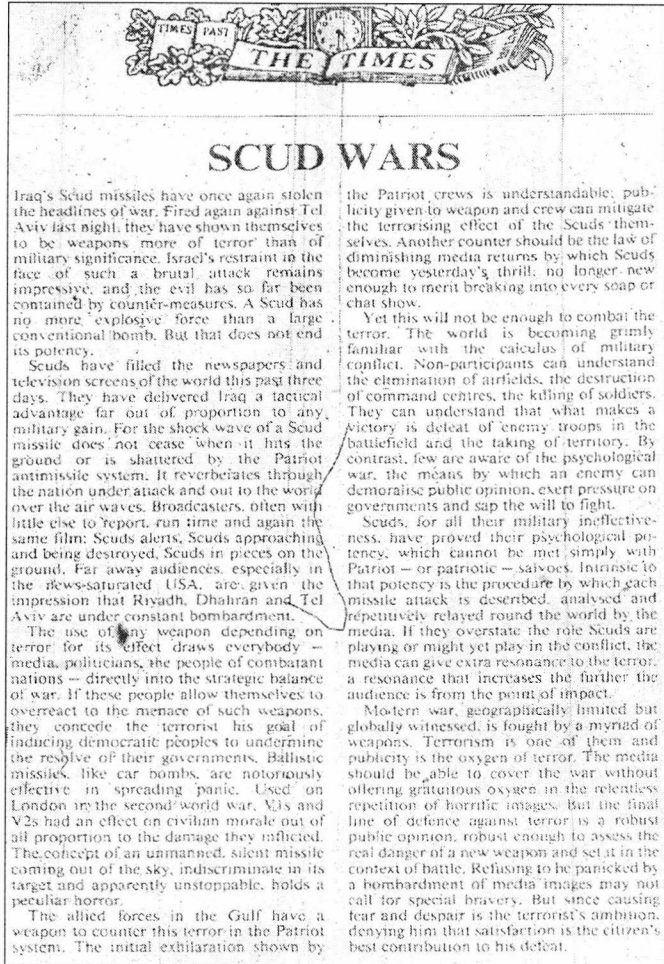 TIMES PAST
THE TIMES
SCUD WARS
Iraq's Scud missiles have once again stolen
the headlines of war. Fired again against Tel
Aviv last night, they have shown themselves
to be weapons more of terror than of
military significance. Israel's restraint in the
face of such a brutal attack remains
impressive, and the evil has so far been
contained by counter-measures. A Scud has
no more explosive force than a large
conventional bomb. But that does not end
its potency.
Scuds have filled the newspapers and
television screens of the world this past three
days. They have delivered Iraq a tactical
advantage far out of proportion to any
military gain. For the shock wave of a Scud
missile does not cease when it hits the
ground or is shattered by the Patriot
antimissile system. It reverberates through
the nation under attack and out to the world
over the air waves. Broadcasters, often with
little else to report, run time and again the
same film: Scuds alerts, Scuds approaching
and being destroyed, Scuds in pieces on the
ground. Far away audiences, especially in
the news-saturated USA, are given the
impression that Riyadh, Dhahran and Tel
Aviv are under constant bombardment.
The use of any weapon depending on
terror for its effect draws everybody —
media, politicians, the people of combatant
nations — directly into the strategic balance
of war. If these people allow themselves to
overreact to the menace of such weapons,
they concede the terrorist his goal of
inducing democratic peoples to undermine
the resolve of their governments. Ballistic
missiles, like car bombs, are notoriously
effective in spreading panic. Used on
London in the second world war, V1s and
V2s had an effect on civilian morale out of
all proportion to the damage they inflicted.
The concept of an unmanned, silent missile
coming out of the sky, indiscriminate in its
target and apparently unstoppable, holds a
peculiar horror.
The allied forces in the Gulf have a
weapon to counter this terror in the Patriot
system. The initial exhilaration shown by
the Patriot crews is understandable; pub-
licity given to weapon and crew can mitigate
the terrorising effect of the Scuds them-
selves. Another counter should be the law of
diminishing media returns by which Scuds
become yesterday's thrill, no longer new
enough to merit breaking into every soap or
chat show.
Yet this will not be enough to combat the
terror. The world is becoming grimly
familiar with the calculus of military
conflict. Non-participants can understand
the elimination of airfields, the destruction
of command centres, the killing of soldiers.
They can understand that what makes a
victory is defeat of enemy troops in the
battlefield and the taking of territory. By
contrast, few are aware of the psychological
war, the means by which an enemy can
demoralise public opinion, exert pressure on
governments and sap the will to fight.
Scuds, for all their military ineffective-
ness, have proved their psychological po-
tency, which cannot be met simply with
Patriot — or patriotic — salvoes. Intrinsic to
that potency is the procedure by which each
missile attack is described, analysed and
repetitively relayed round the world by the
media. If they overstate the role Scuds are
playing or might yet play in the conflict, the
media can give extra resonance to the terror,
a resonance that increases the further the
audience is from the point of impact.
Modern war, geographically limited but
globally witnessed, is fought by a myriad of
weapons. Terrorism is one of them and
publicity is the oxygen of terror. The media
should be able to cover the war without
offering gratuitous oxygen in the relentless
repetition of horrific images. But the final
line of defence against terror is a robust
public opinion, robust enough to assess the
real danger of a new weapon and set it in the
context of battle. Refusing to be panicked by
a bombardment of media images may not
call for special bravery. But since causing
fear and despair is the terrorist's ambition,
denying him that satisfaction is the citizen's
best contribution to his defeat.